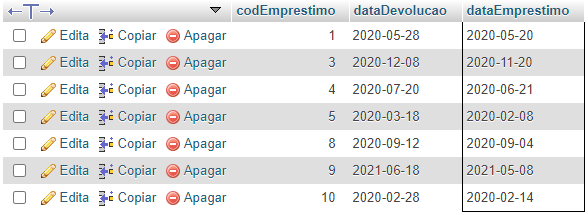 codEmprestimo dataDevolucao dataEmprestimo
Edita Copiar Apagar 1 2020-05-28 2020-05-20
Edita Copiar Apagar 3 2020-12-08 2020-11-20
Edita Copiar Apagar 4 2020-07-20 2020-06-21
Edita Copiar Apagar 5 2020-03-18 2020-02-08
Edita Copiar Apagar 8 2020-09-12 2020-09-04
Edita Copiar Apagar 9 2021-06-18 2021-05-08
Edita Copiar Apagar 10 2020-02-28 2020-02-14